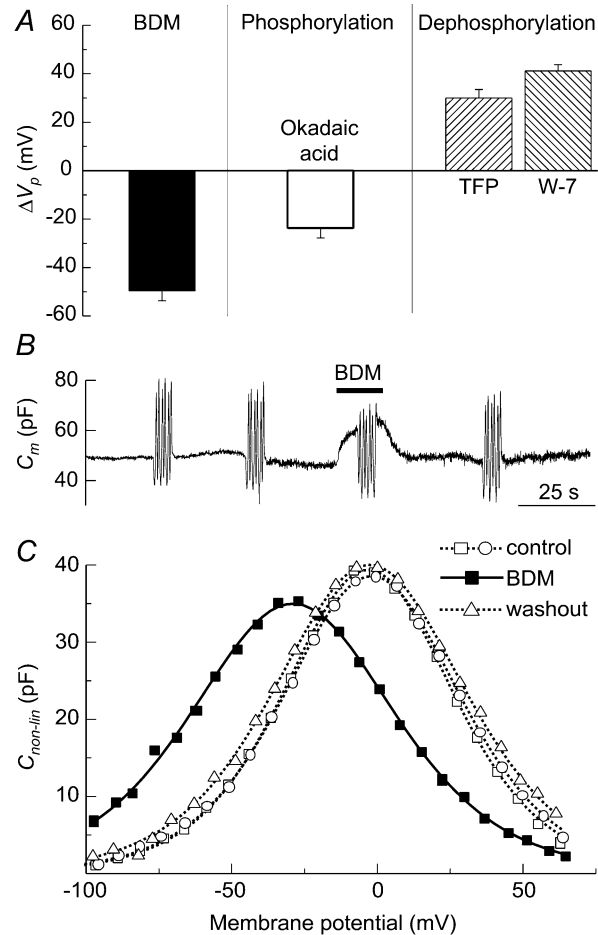 A
BDM Phosphorylation Dephosphorylation
60
40
20
0
-20
-40
-60
ΔVp (mV)
Okadaic
acid
TFP W-7
B
BDM
80
60
40
Cm (pF)
25 s
C
control
BDM
washout
40
30
20
10
Cnon-lin (pF)
-100 -50 0 50
Membrane potential (mV)